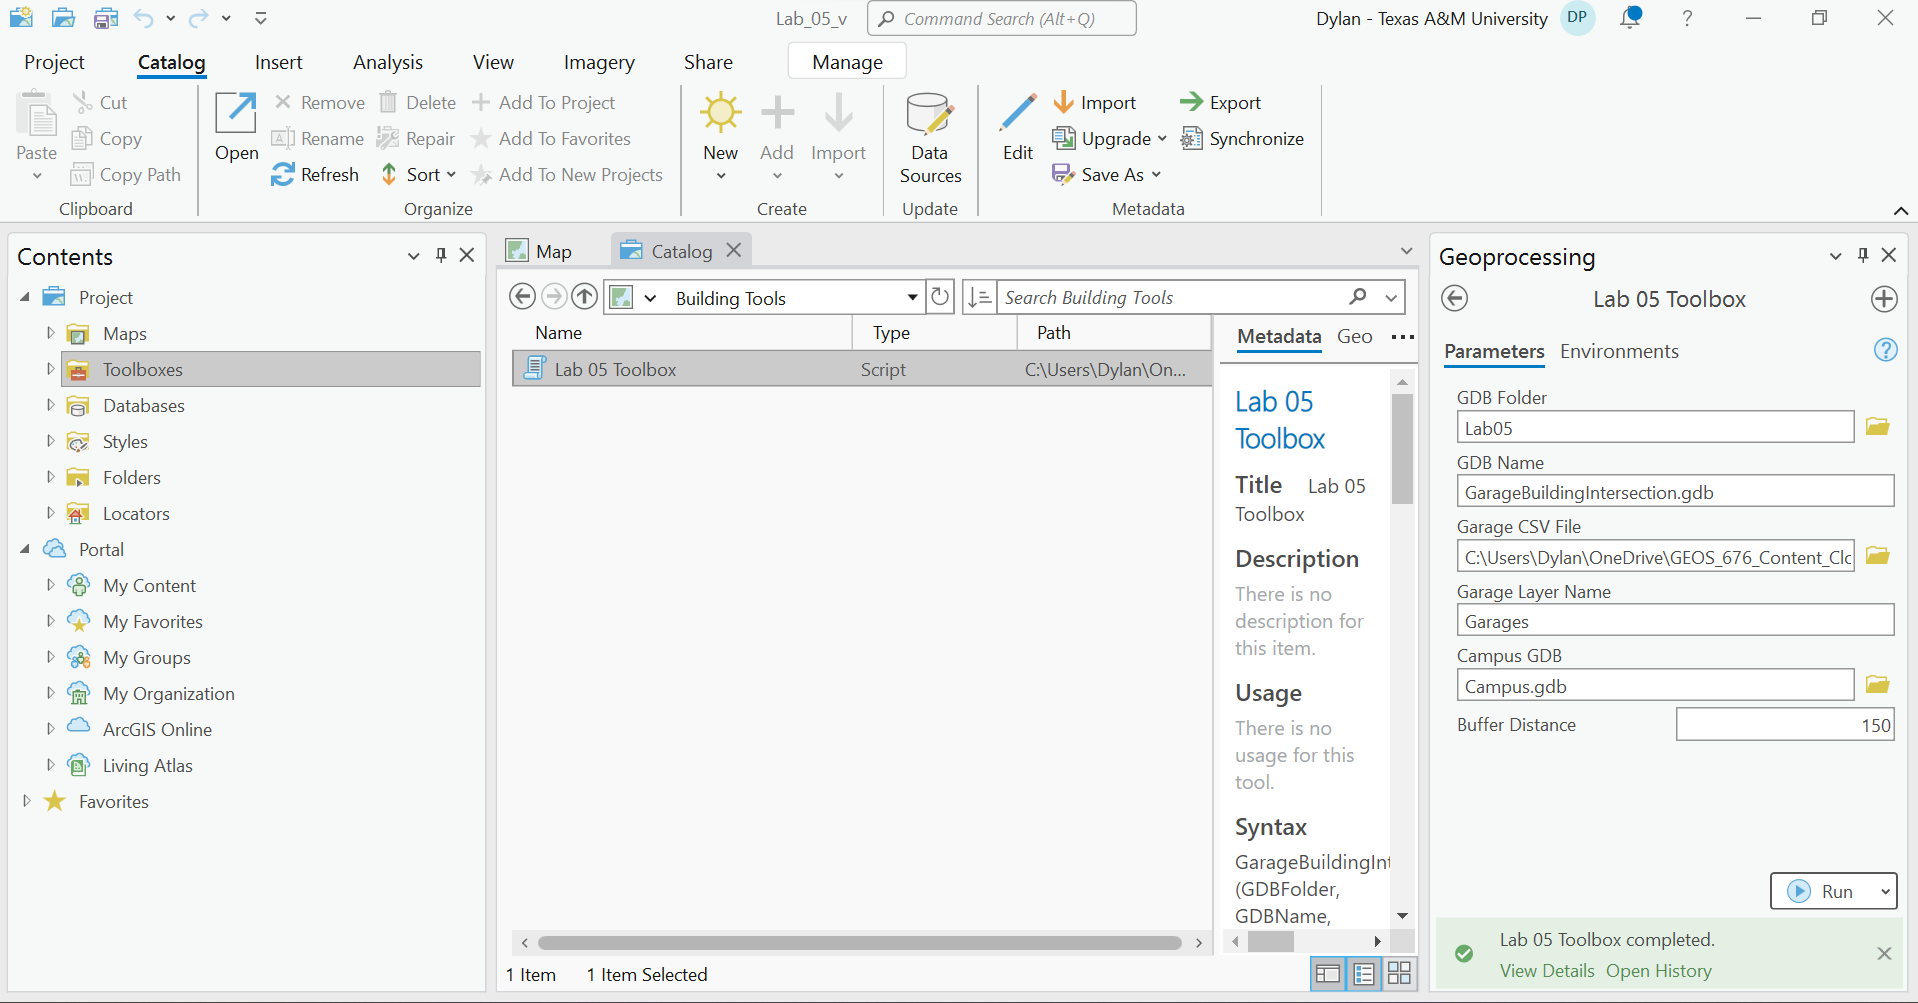 Lab_05_v
Command Search (Alt+Q)
Dylan - Texas A&M University
DP
?
Project
Catalog
Insert
Analysis
View
Imagery
Share
Manage
Paste
Cut
Copy
Copy Path
Clipboard
Open
Remove
Rename
Refresh
Delete
Repair
Sort
Add To Project
Add To Favorites
Add To New Projects
Organize
New
Add
Import
Create
Data
Sources
Update
Edit
Import
Upgrade
Save As
Export
Synchronize
Metadata
Contents
Project
Maps
Toolboxes
Databases
Styles
Folders
Locators
Portal
My Content
My Favorites
My Groups
My Organization
ArcGIS Online
Living Atlas
Favorites
Map
Catalog
Building Tools
Search Building Tools
Name
Type
Path
Lab 05 Toolbox
Script
C:\Users\Dylan\On...
1 Item
1 Item Selected
Metadata
Geo
Lab 05
Toolbox
Title Lab 05
Toolbox
Description
There is no
description for
this item.
Usage
There is no
usage for this
tool.
Syntax
GarageBuildingInt
(GDBFolder,
GDBName,
Geoprocessing
Lab 05 Toolbox
Parameters
Environments
?
GDB Folder
Lab05
GDB Name
GarageBuildingIntersection.gdb
Garage CSV File
C:\Users\Dylan\OneDrive\GEOS_676_Content_Clc
Garage Layer Name
Garages
Campus GDB
Campus.gdb
Buffer Distance
150
Run
Lab 05 Toolbox completed.
View Details Open History